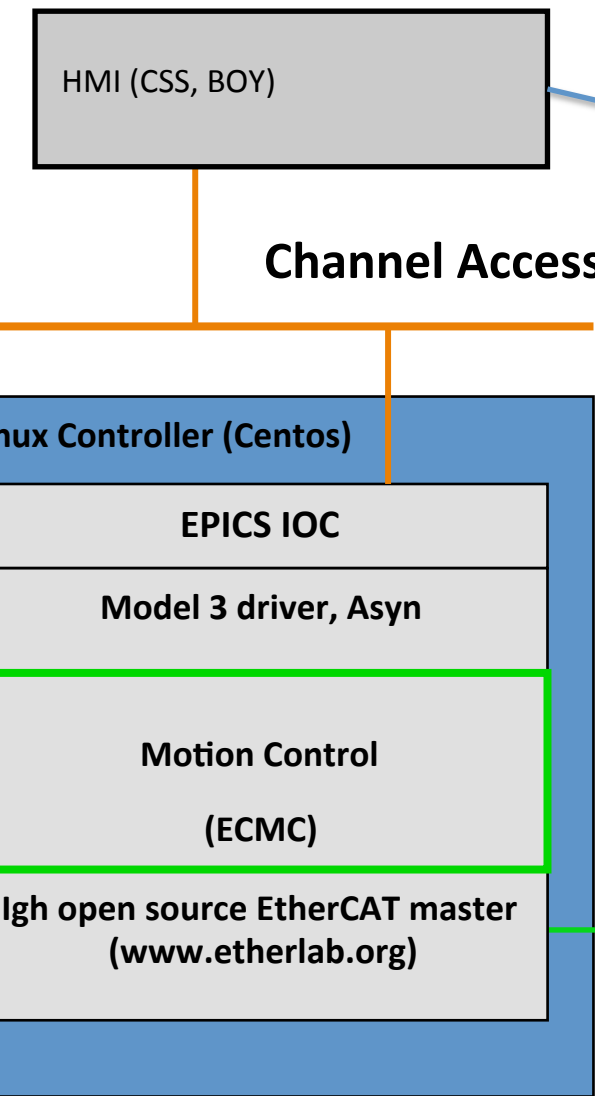 HMI (CSS, BOY)
Channel Access
nux Controller (Centos)
EPICS IOC
Model 3 driver, Asyn
Motion Control
(ECMC)
Igh open source EtherCAT master
(www.etherlab.org)